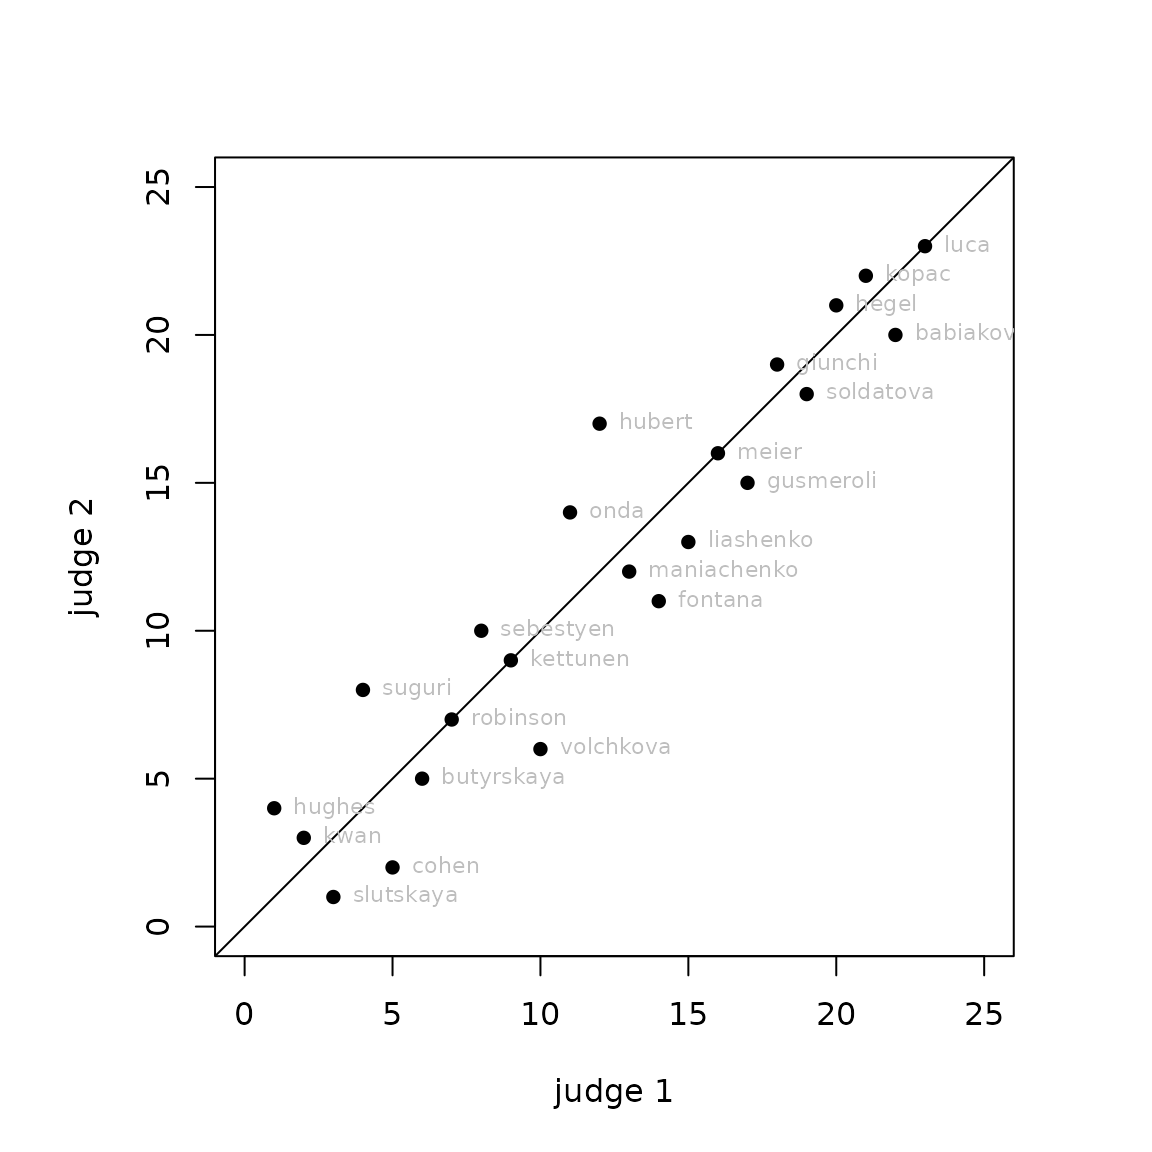 25
20
15
10
5
0
judge 2
luca
kopac
hegel
babiakov
giunchi
soldatova
hubert
meier
gusmeroli
onda
liashenko
maniachenko
fontana
sebestyen
kettunen
suguri
robinson
volchkova
butyrskaya
hughes
kwan
cohen
slutskaya
0 5 10 15 20 25
judge 1